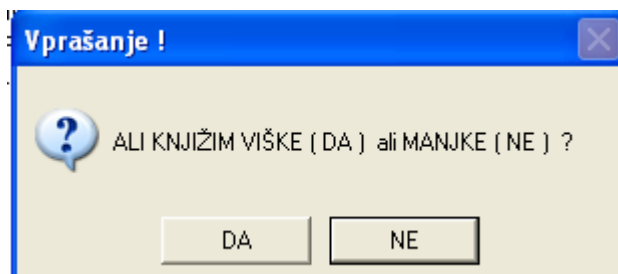 Vprašanje !
ALI KNJIŽIM VIŠKE ( DA ) ali MANJKE ( NE ) ?
DA
NE